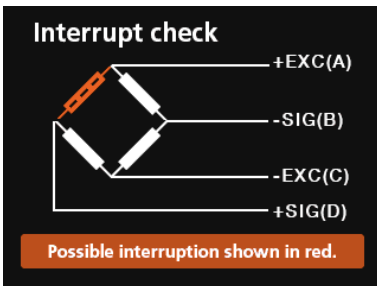 Interrupt check
+EXC(A)
-SIG(B)
-EXC(C)
+SIG(D)
Possible interruption shown in red.